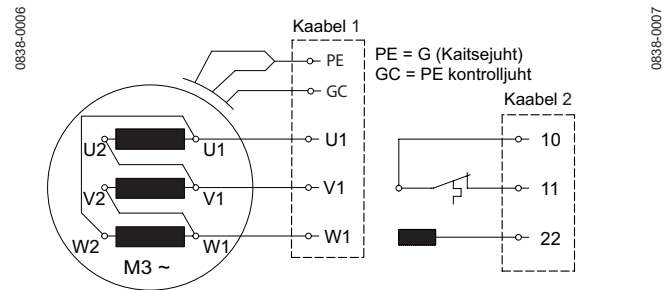 0838-0006
0838-0007
Kaabel 1
PE
PE = G (Kaitsejuht)
GC
GC = PE kontrolljuht
Kaabel 2
U2
U1
U1
10
V2
V1
V1
11
W2
W1
W1
22
M3 ~